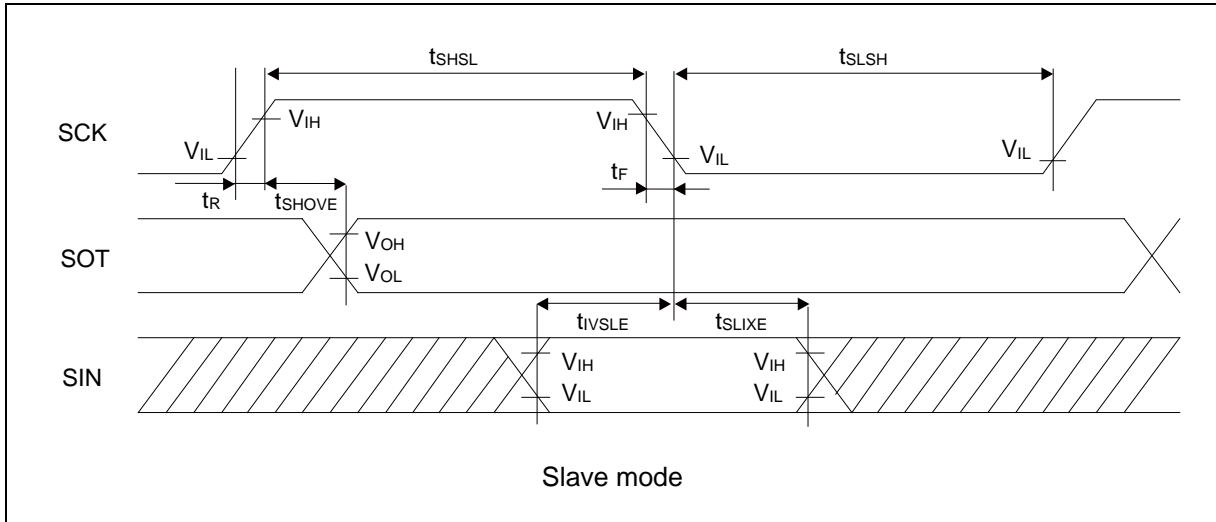 tSHSL
tSLSH
SCK
VIH
VIH
VIL
VIL
VIL
tF
tR
tSHOVE
SOT
VOH
VOL
tIVSLE
tSLIXE
SIN
VIH
VIH
VIL
VIL
Slave mode